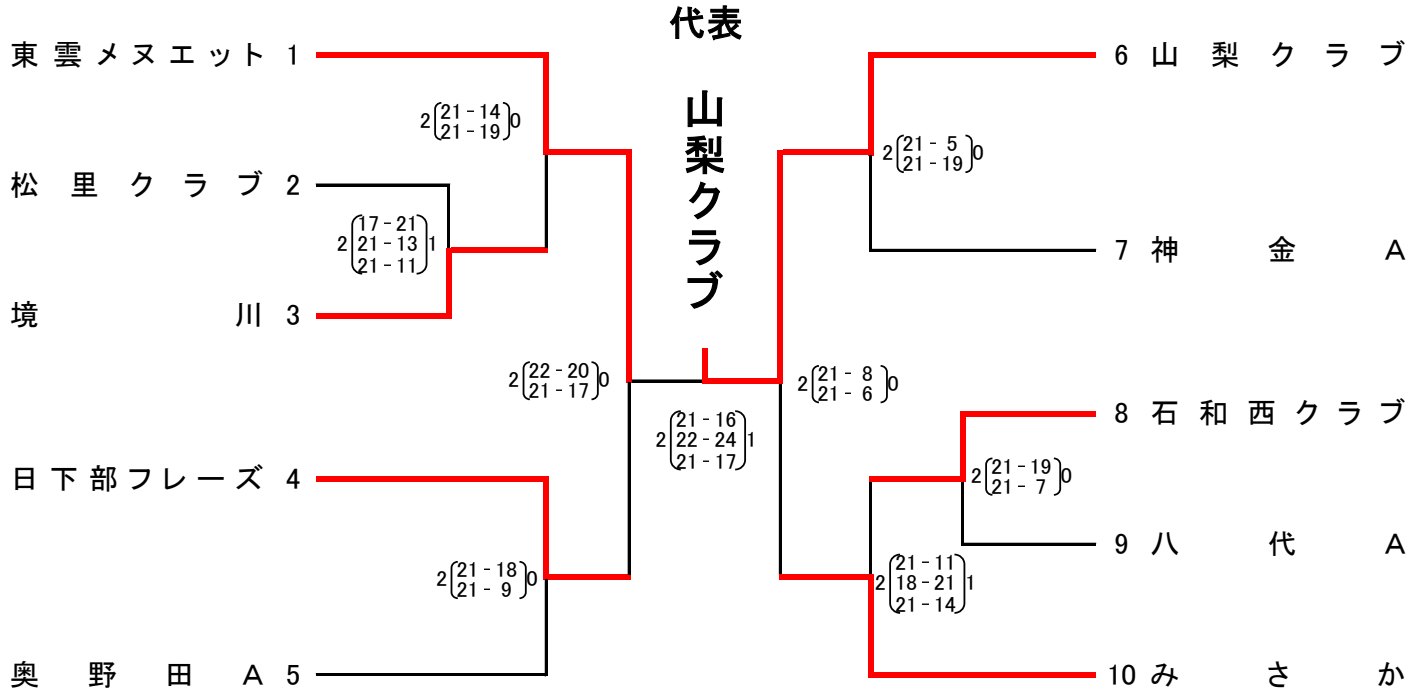 代表
山梨クラブ
東雲メヌエット 1
2 21-14 0
21-19
松里クラブ 2
17-21
2 21-13 1
21-11
境川 3
2 22-20 0
21-17
日下部フレーズ 4
2 21-18 0
21-9
奥野田A 5
21-16
2 22-24 1
21-17
6 山梨クラブ
2 21-5 0
21-19
7 神金A
2 21-8 0
21-6
8 石和西クラブ
2 21-19 0
21-7
9 八代A
21-11
2 18-21 1
21-14
10 みさか